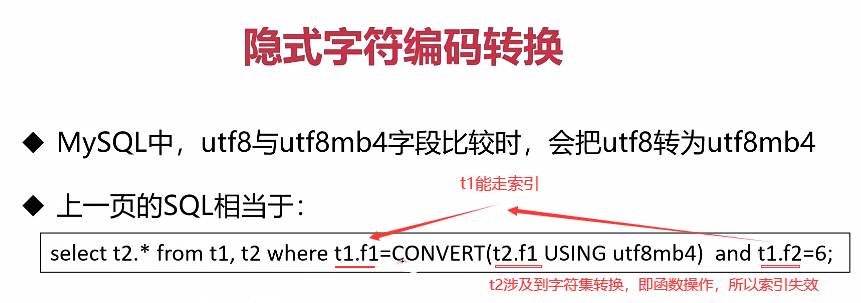 隐式字符编码转换
◆ MySQL中，utf8与utf8mb4字段比较时，会把utf8转为utf8mb4
t1能走索引
◆ 上一页的SQL相当于：
select t2.* from t1, t2 where t1.f1=CONVERT(t2.f1 USING utf8mb4) and t1.f2=6;
t2涉及到字符集转换，即函数操作，所以索引失效